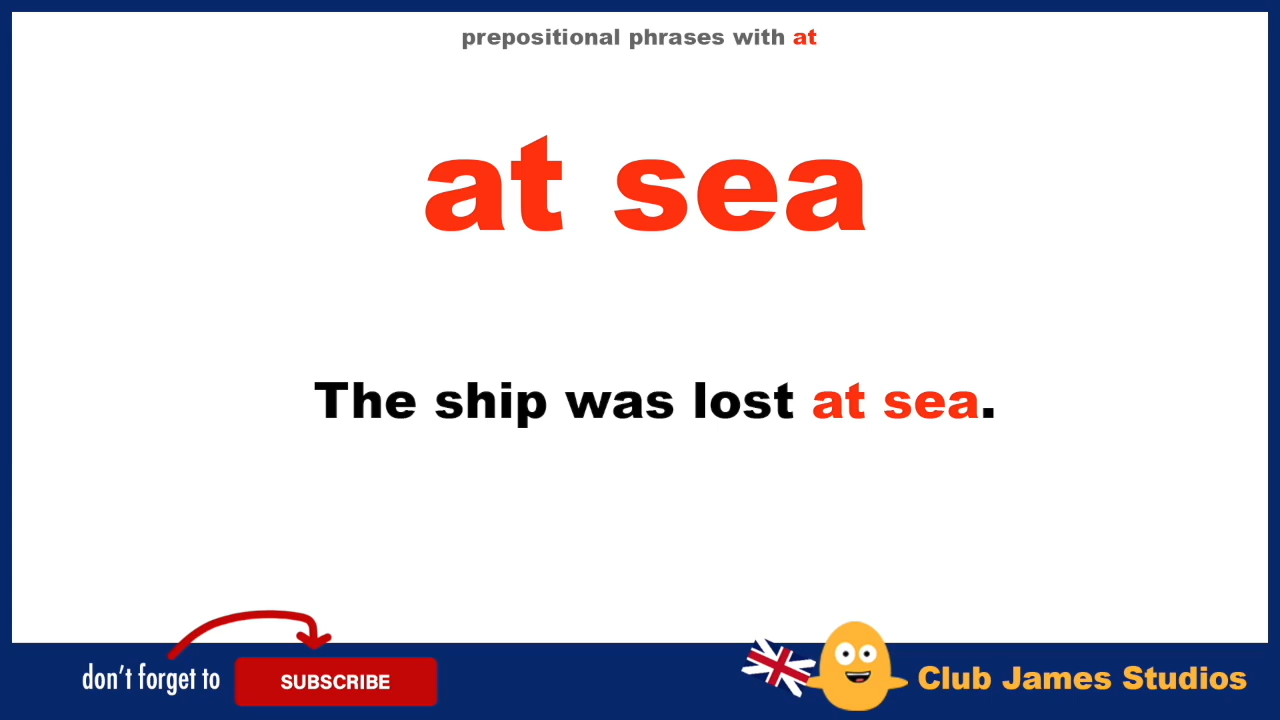 prepositional phrases with at
at sea
The ship was lost at sea.
don't forget to
SUBSCRIBE
Club James Studios